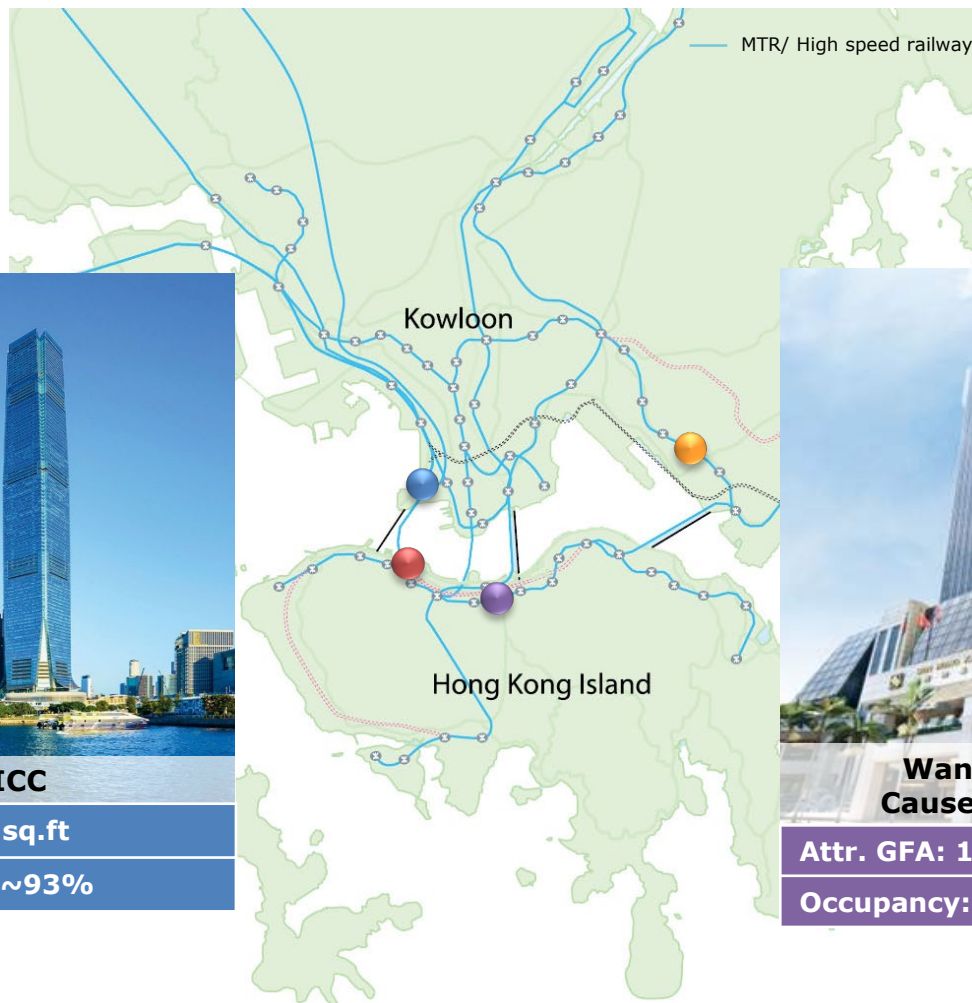 MTR/ High speed railway
Kowloon
Hong Kong Island
ICC
sq.ft
~93%
Wan
Cause
Attr. GFA: 1
Occupancy: